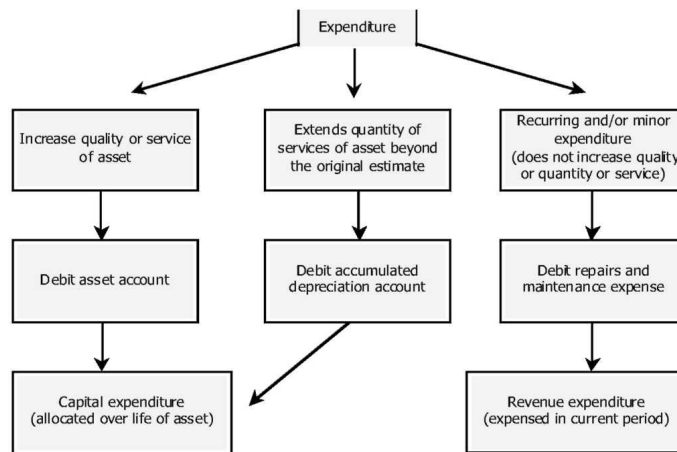 Expenditure
Increase quality or service
of asset
Extends quantity of
services of asset beyond
the original estimate
Recurring and/or minor
expenditure
(does not increase quality
or quantity or service)
Debit asset account
Debit accumulated
depreciation account
Debit repairs and
maintenance expense
Capital expenditure
(allocated over life of asset)
Revenue expenditure
(expensed in current period)